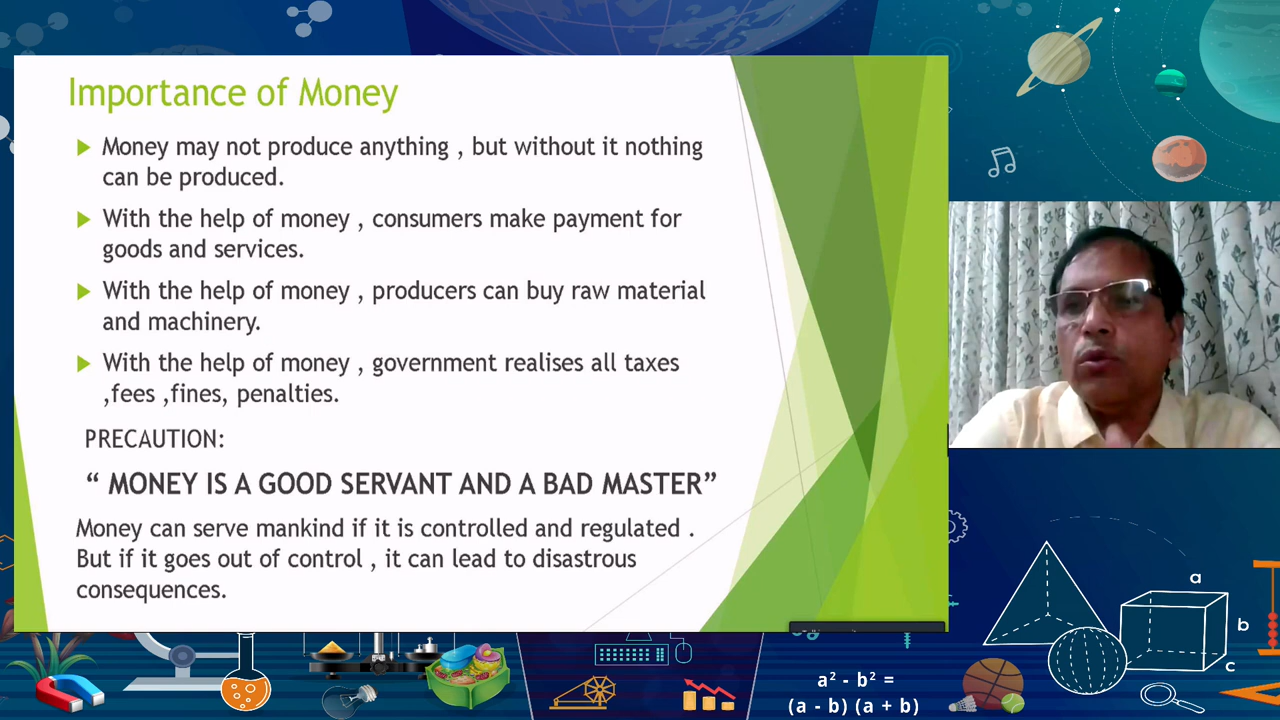 Importance of Money
Money may not produce anything , but without it nothing
can be produced.
With the help of money , consumers make payment for
goods and services.
With the help of money , producers can buy raw material
and machinery.
With the help of money , government realises all taxes
,fees ,fines, penalties.
PRECAUTION:
“ MONEY IS A GOOD SERVANT AND A BAD MASTER”
Money can serve mankind if it is controlled and regulated .
But if it goes out of control , it can lead to disastrous
consequences.
a
b
c
a² - b² =
(a - b) (a + b)